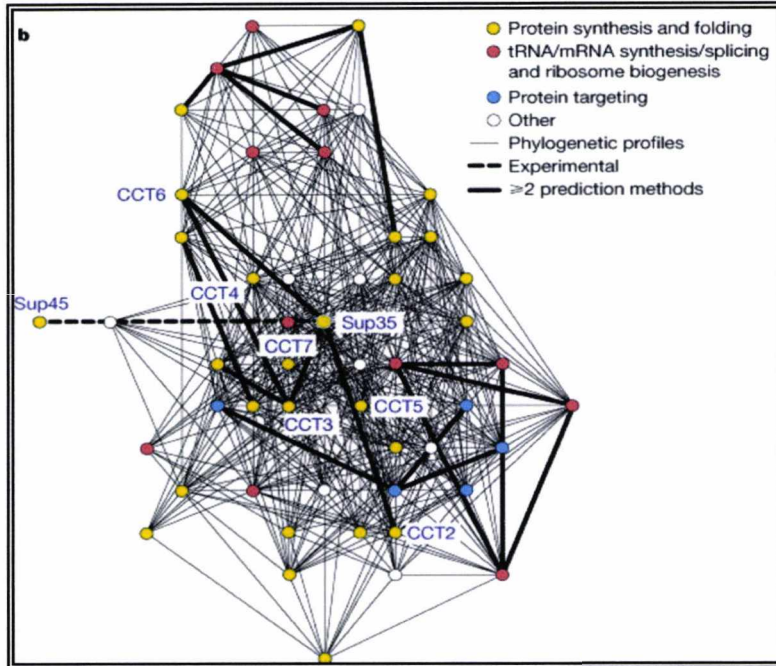 b
Protein synthesis and folding
tRNA/mRNA synthesis/splicing
and ribosome biogenesis
Protein targeting
Other
Phylogenetic profiles
Experimental
≥2 prediction methods
CCT6
CCT4
Sup45
Sup35
CCT7
CCT5
CCT3
CCT2